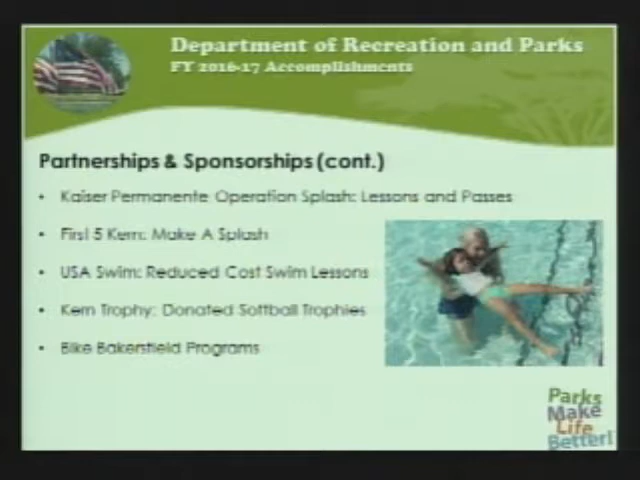 Department of Recreation and Parks
FY 2016-17 Accomplishments
Partnerships & Sponsorships (cont.)
• Kaiser Permanente Operation Splash: Lessons and Passes
• First 5 Kern: Make A Splash
• USA Swim: Reduced Cost Swim Lessons
• Kern Trophy: Donated Softball Trophies
• Bike Bakersfield Programs
Parks
Make
Life
Better!